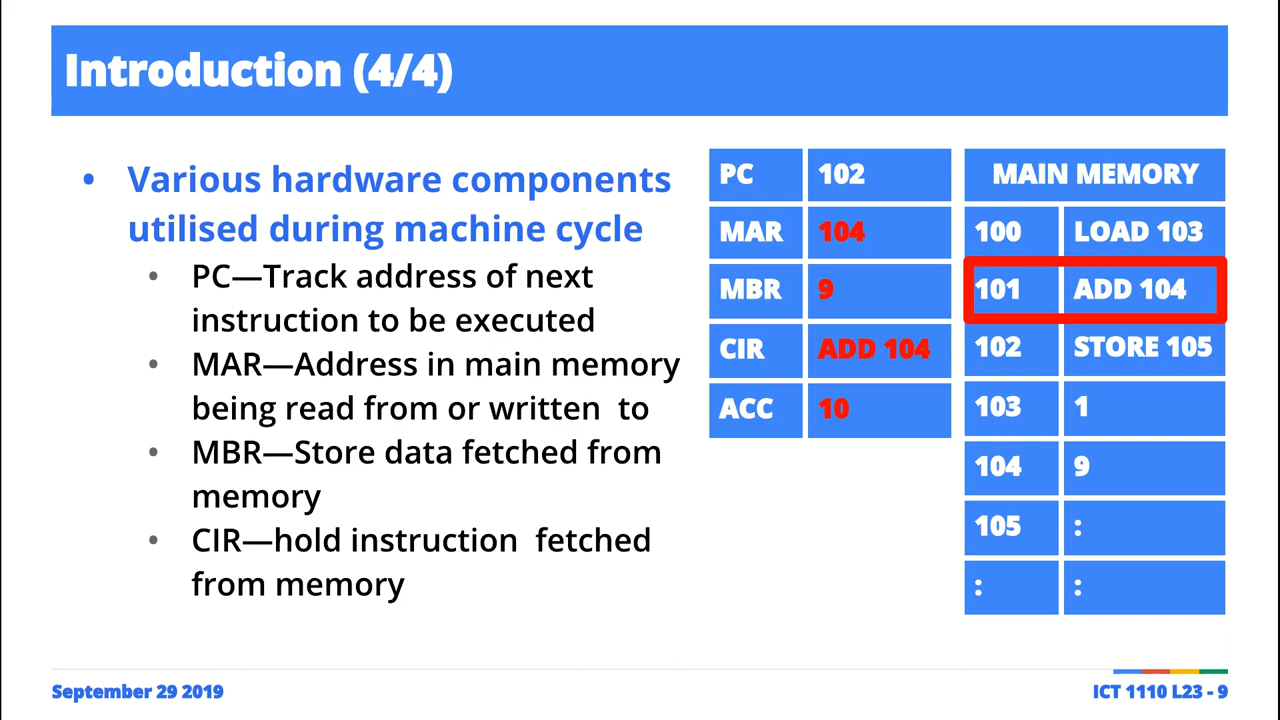 Introduction (4/4)
• Various hardware components
utilised during machine cycle
• PC—Track address of next
instruction to be executed
• MAR—Address in main memory
being read from or written  to
• MBR—Store data fetched from
memory
• CIR—hold instruction  fetched
from memory
PC 102
MAR 104
MBR 9
CIR ADD 104
ACC 10
MAIN MEMORY
100 LOAD 103
101 ADD 104
102 STORE 105
103 1
104 9
105 :
: :
September 29 2019
ICT 1110 L23 - 9